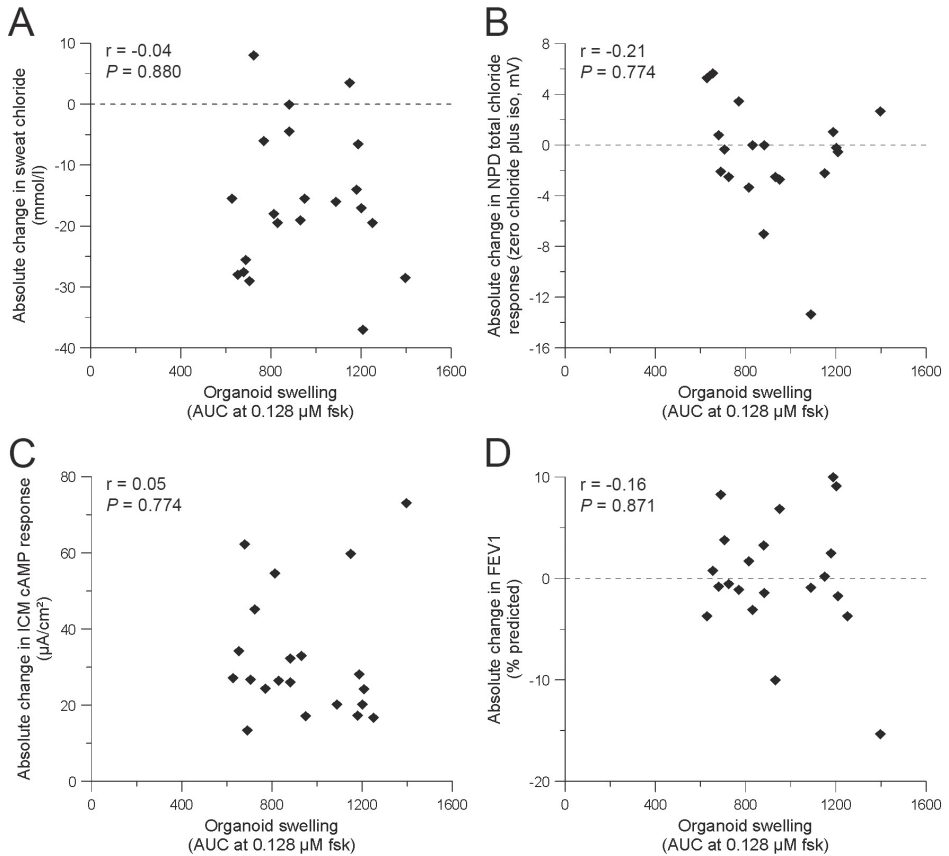 A
r = -0.04
P = 0.880
Absolute change in sweat chloride
(mmol/l)
10
0
-10
-20
-30
-40
0
400
800
1200
1600
Organoid swelling
(AUC at 0.128 µM fsk)
B
r = -0.21
P = 0.774
Absolute change in NPD total chloride
response (zero chloride plus iso, mV)
8
4
0
-4
-8
-12
-16
0
400
800
1200
1600
Organoid swelling
(AUC at 0.128 µM fsk)
C
r = 0.05
P = 0.774
Absolute change in ICM cAMP response
(µA/cm²)
80
60
40
20
0
0
400
800
1200
1600
Organoid swelling
(AUC at 0.128 µM fsk)
D
r = -0.16
P = 0.871
Absolute change in FEV1
(% predicted)
10
0
-10
-20
0
400
800
1200
1600
Organoid swelling
(AUC at 0.128 µM fsk)